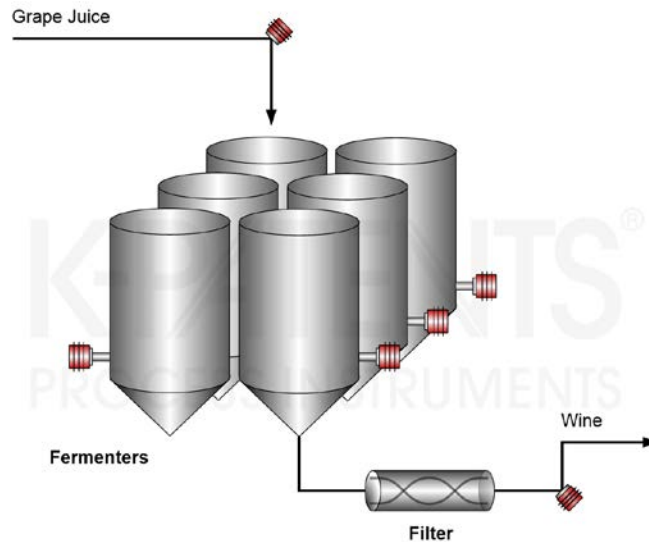 Grape Juice
K-PATENTS®
PROCESS INSTRUMENTS
Wine
Fermenters
Filter